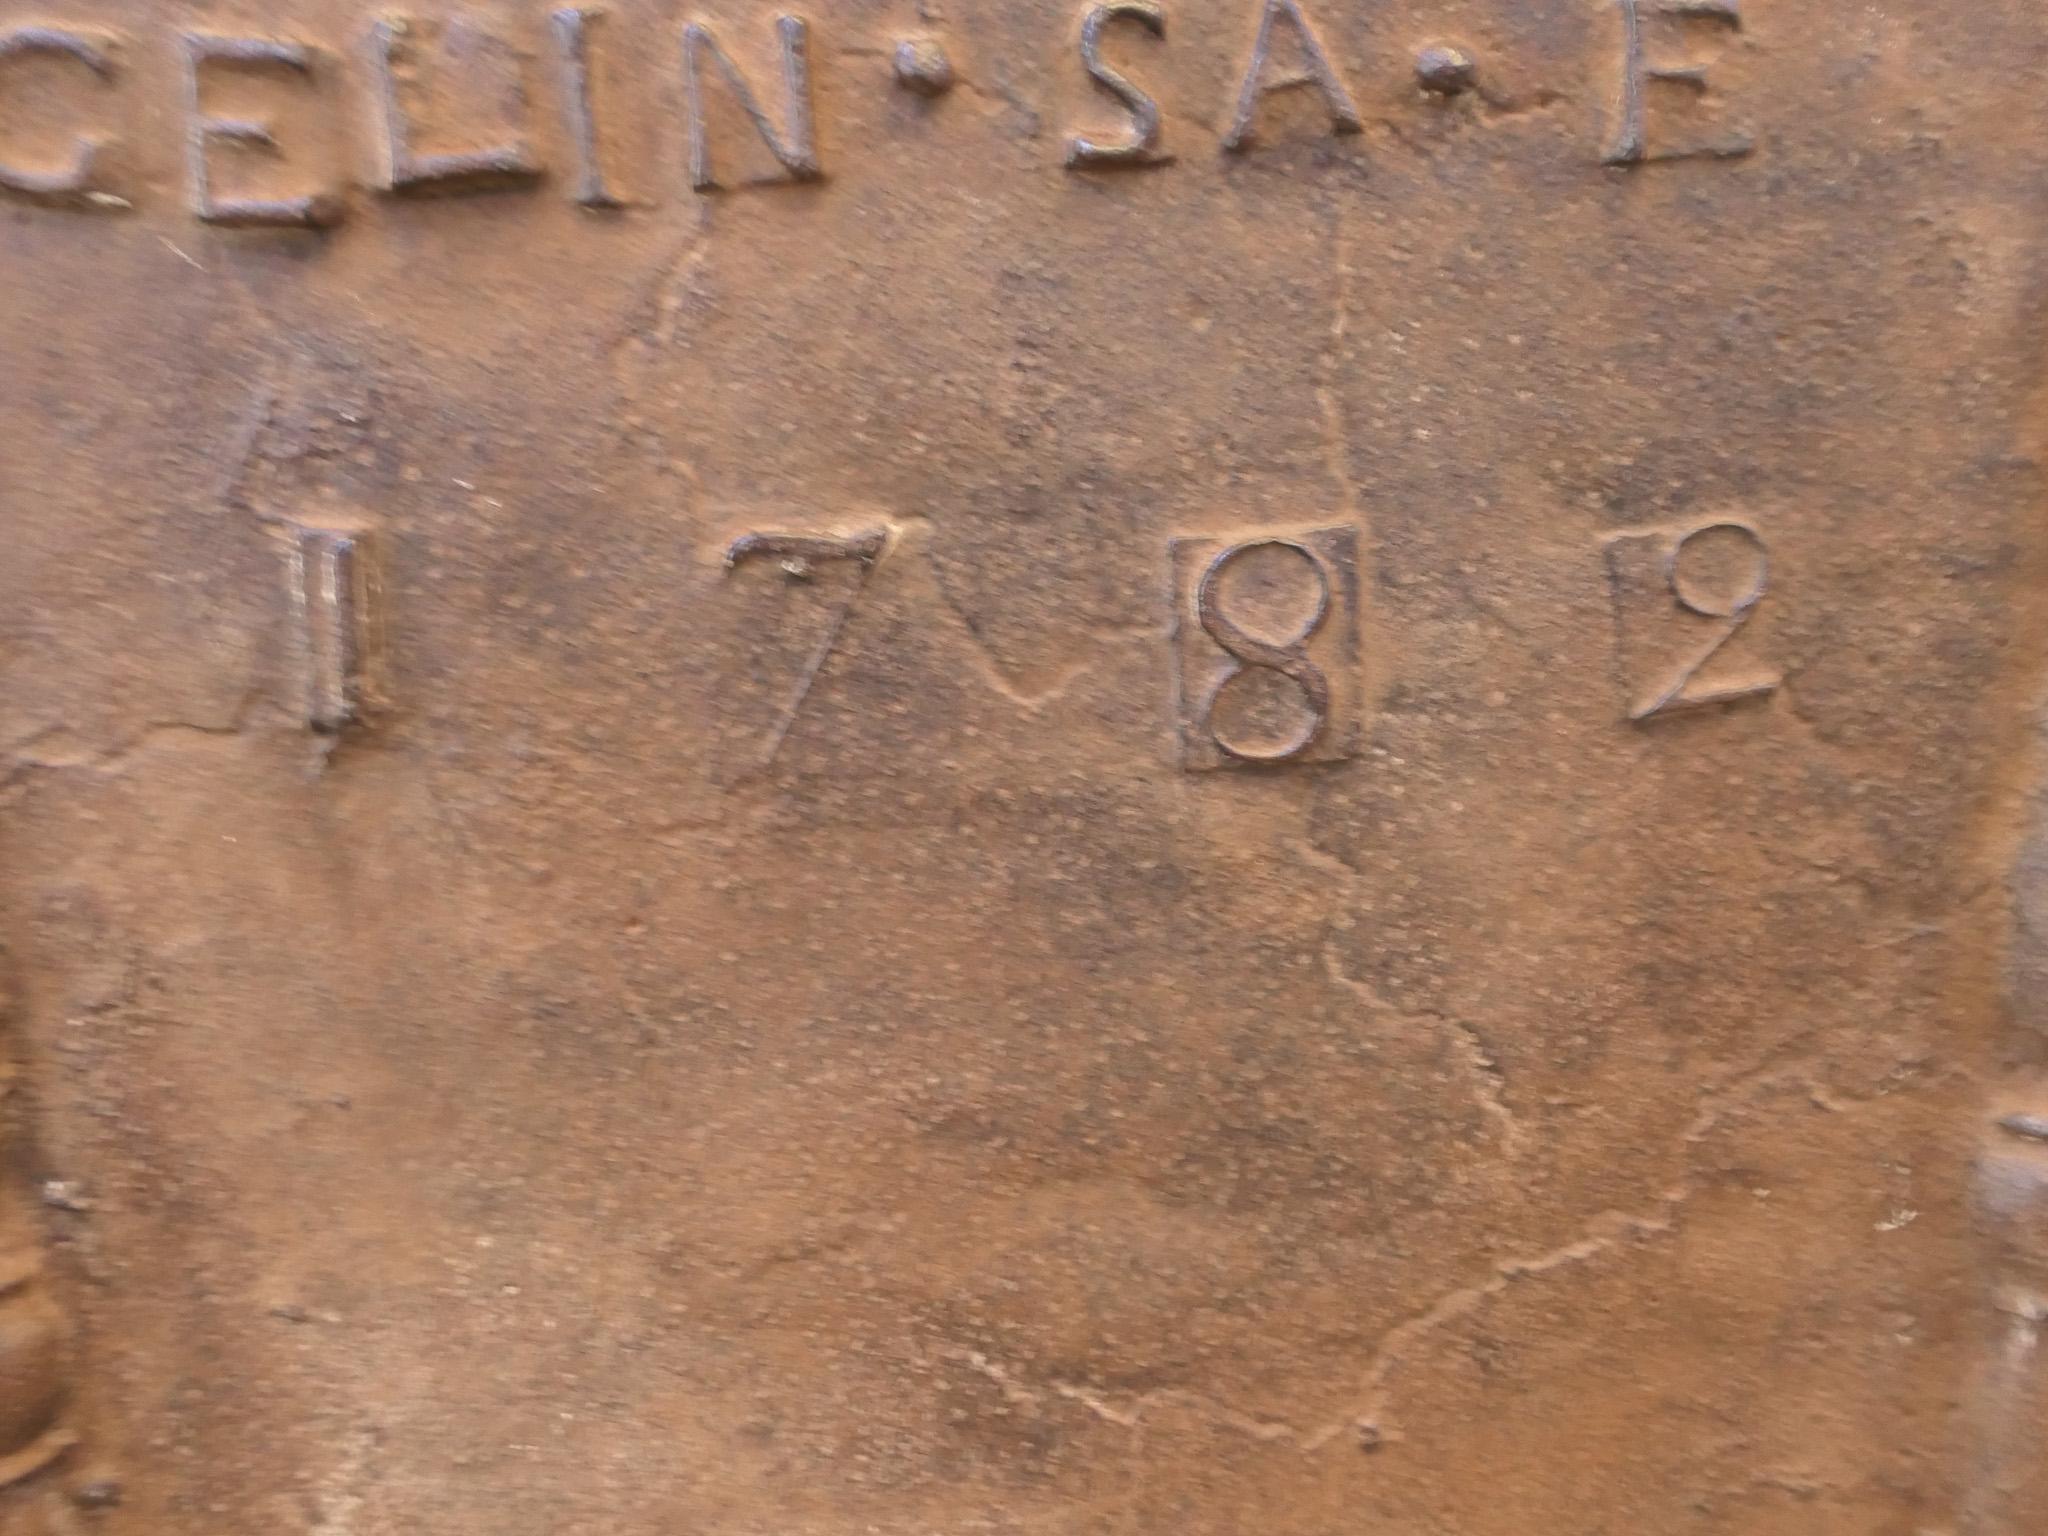 CELIN · SA · F
1782